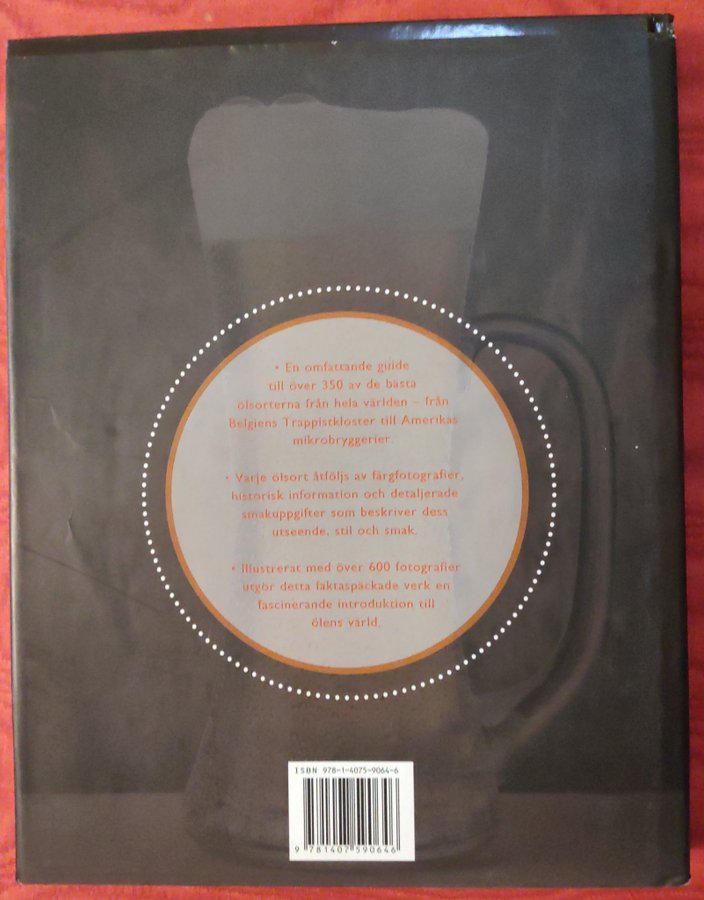 • En omfattande guide
till över 350 av de bästa
ölsorterna från hela världen – från
Belgiens Trappistkloster till Amerikas
mikrobryggerier.
• Varje ölsort åtföljs av färgfotografier,
historisk information och detaljerade
smakuppgifter som beskriver dess
utseende, stil och smak.
• Illustrerat med över 600 fotografier
utgör detta faktaspäckade verk en
fascinerande introduktion till
ölens värld.
ISBN 978-1-4075-9064-6
9 781407 590646